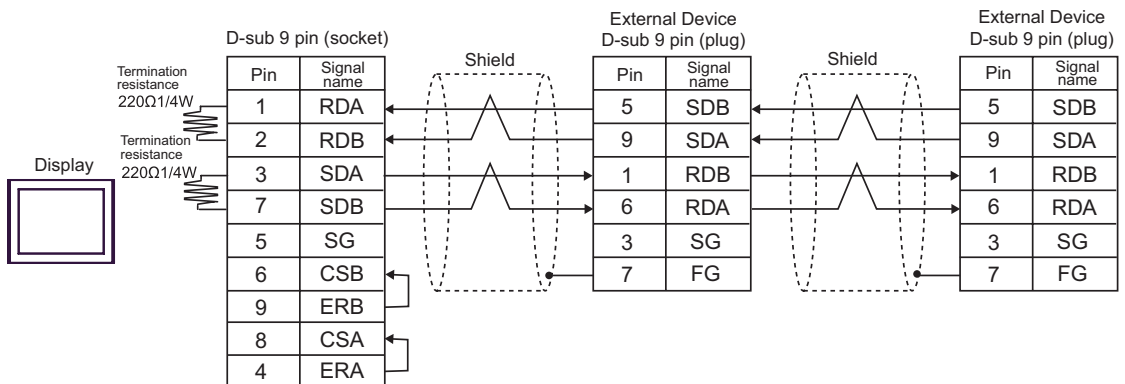 External Device
D-sub 9 pin (plug)
External Device
D-sub 9 pin (plug)
D-sub 9 pin (socket)
Shield
Shield
Display
Termination
resistance
220Ω1/4W
Termination
resistance
220Ω1/4W
Pin Signal name
1 RDA
2 RDB
3 SDA
7 SDB
5 SG
6 CSB
9 ERB
8 CSA
4 ERA
Pin Signal name
5 SDB
9 SDA
1 RDB
6 RDA
3 SG
7 FG
Pin Signal name
5 SDB
9 SDA
1 RDB
6 RDA
3 SG
7 FG